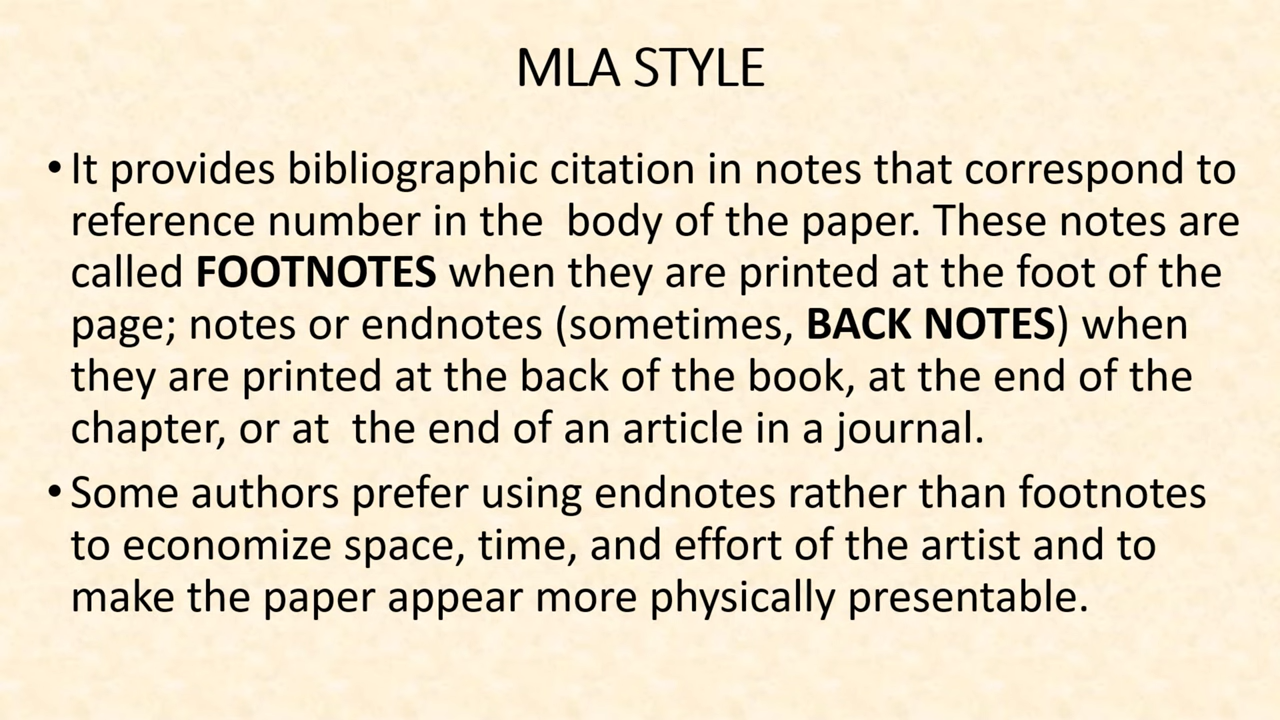 MLA STYLE
• It provides bibliographic citation in notes that correspond to
reference number in the  body of the paper. These notes are
called FOOTNOTES when they are printed at the foot of the
page; notes or endnotes (sometimes, BACK NOTES) when
they are printed at the back of the book, at the end of the
chapter, or at  the end of an article in a journal.
• Some authors prefer using endnotes rather than footnotes
to economize space, time, and effort of the artist and to
make the paper appear more physically presentable.